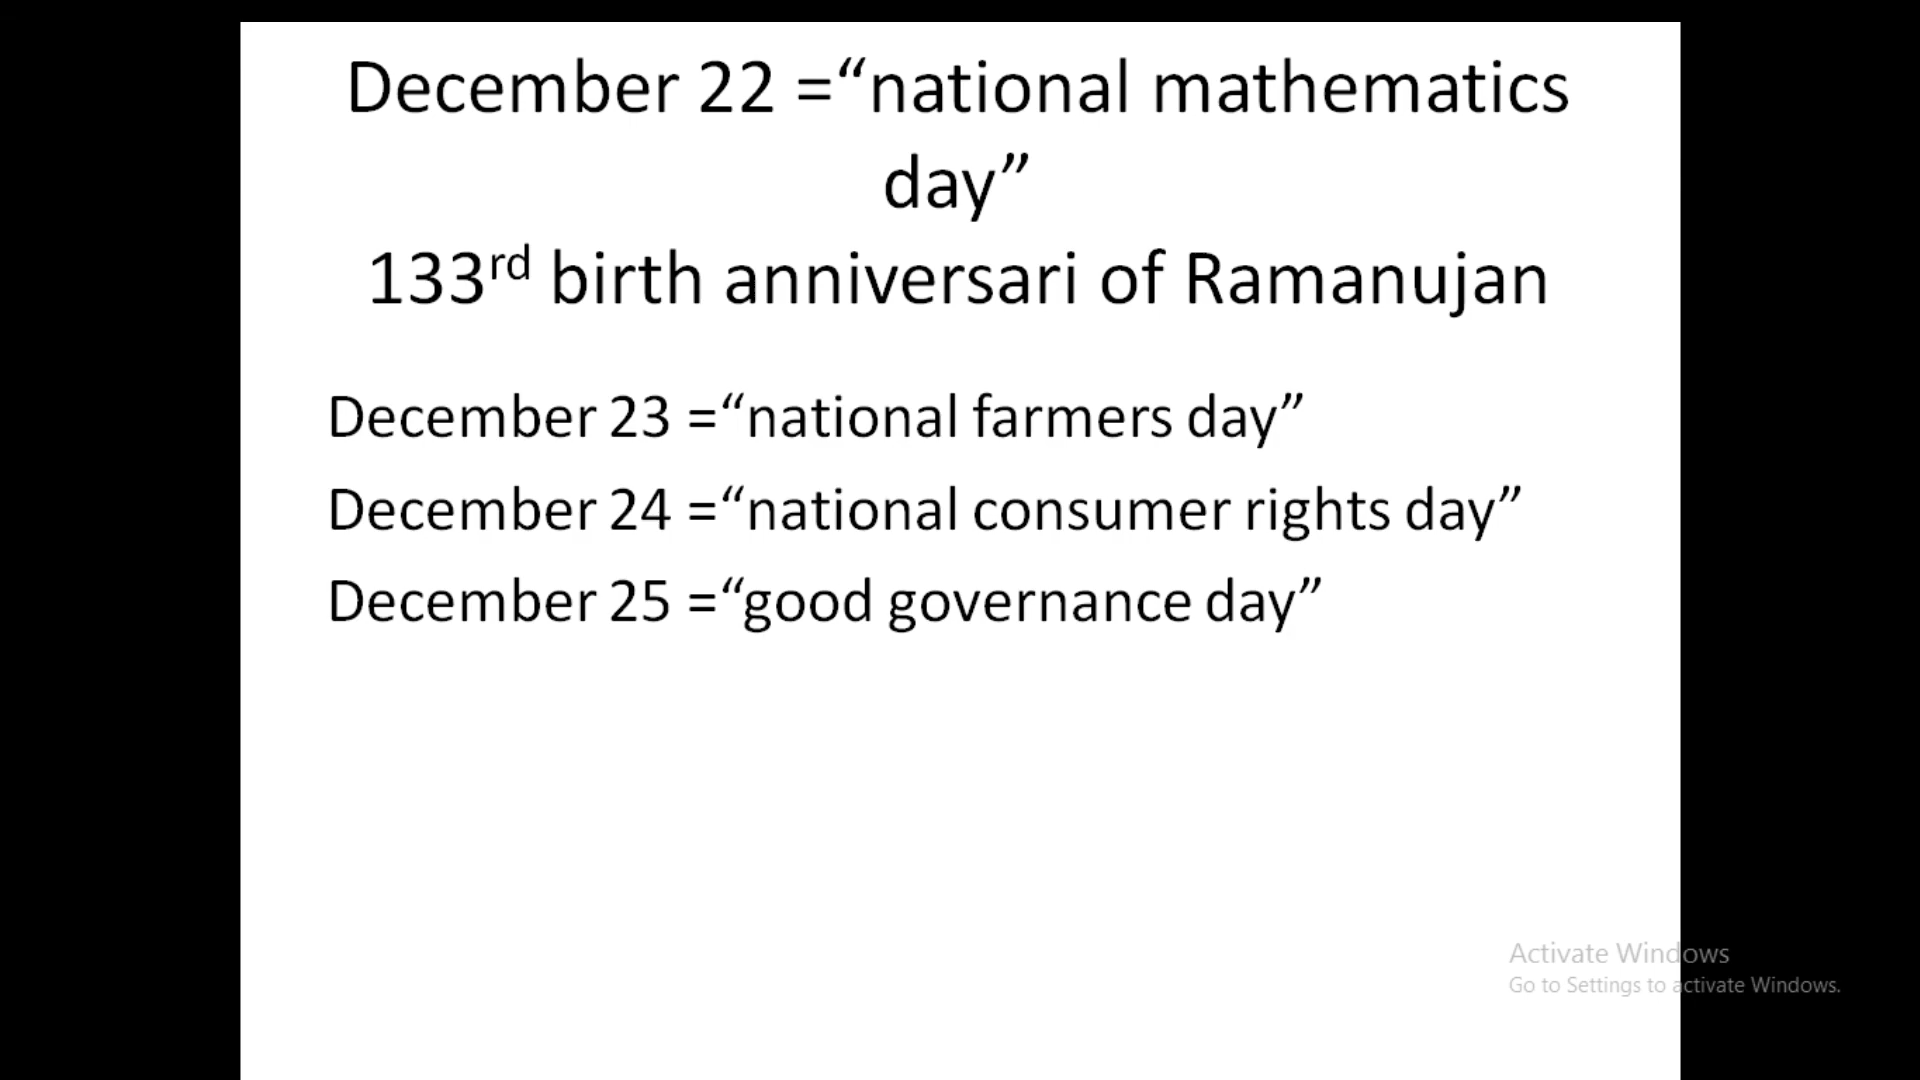 December 22 =“national mathematics
day”
133rd birth anniversari of Ramanujan
December 23 =“national farmers day”
December 24 =“national consumer rights day”
December 25 =“good governance day”
Activate Windows
Go to Settings to activate Windows.